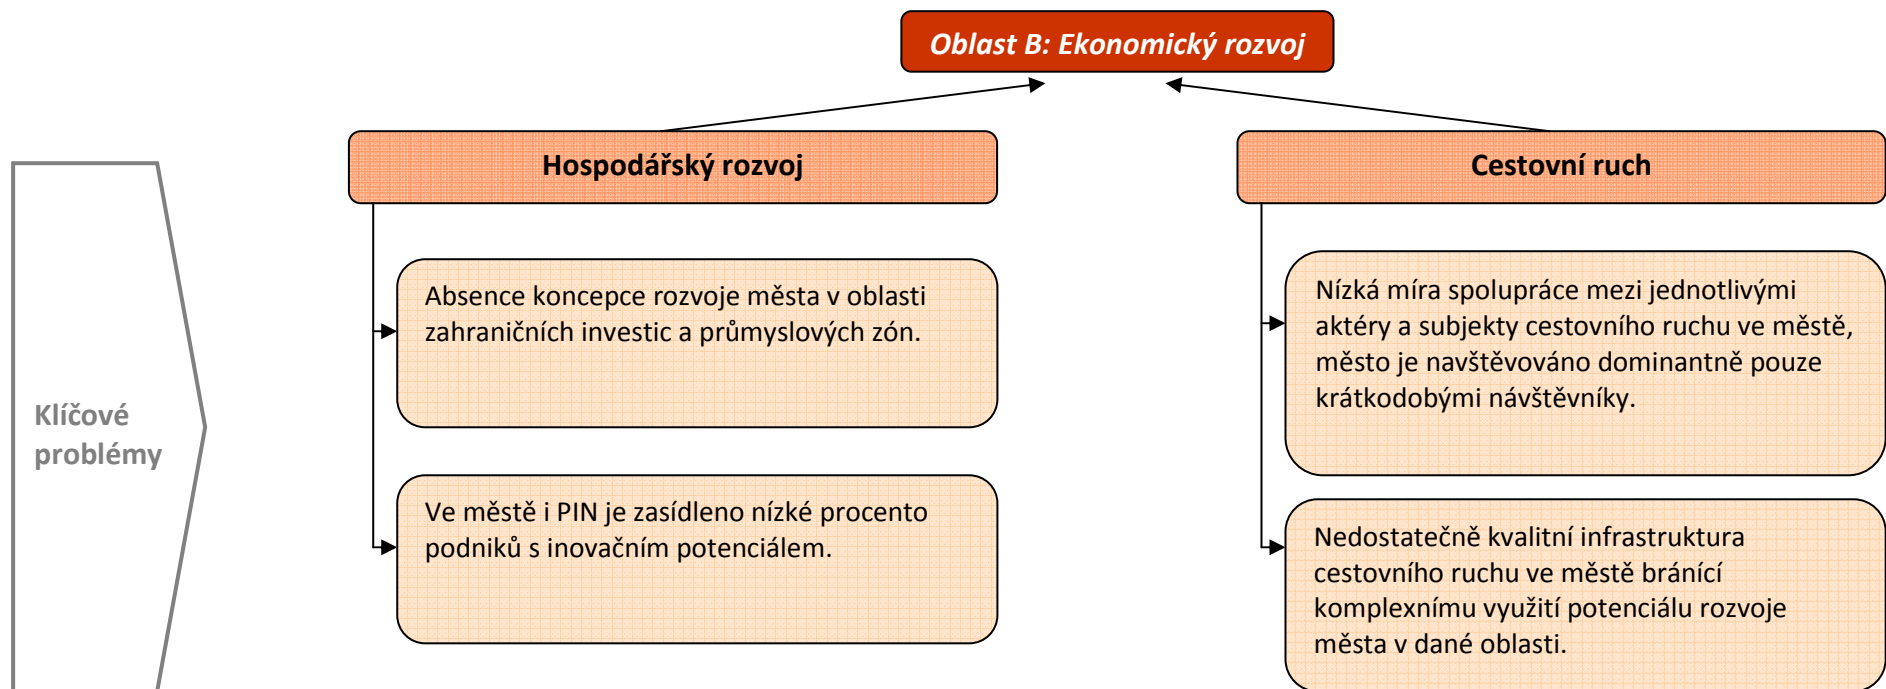 Oblast B: Ekonomický rozvoj
Hospodářský rozvoj
Cestovní ruch
Klíčové
problémy
Absence koncepce rozvoje města v oblasti
zahraničních investic a průmyslových zón.
Ve městě i PIN je zasídleno nízké procento
podniků s inovačním potenciálem.
Nízká míra spolupráce mezi jednotlivými
aktéry a subjekty cestovního ruchu ve městě,
město je navštěvováno dominantně pouze
krátkodobými návštěvníky.
Nedostatečně kvalitní infrastruktura
cestovního ruchu ve městě bránící
komplexnímu využití potenciálu rozvoje
města v dané oblasti.